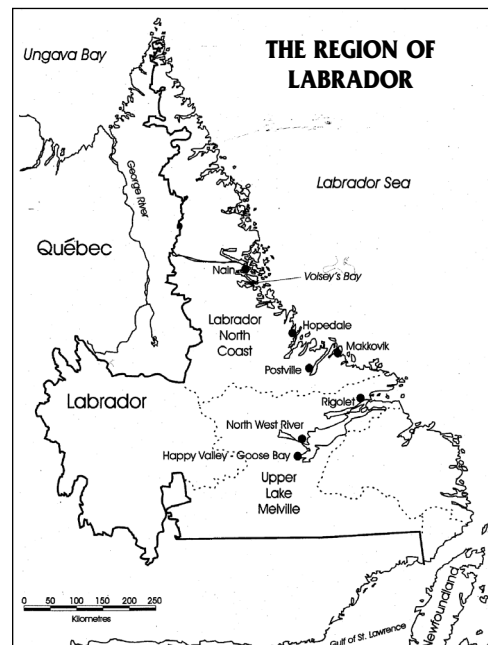 THE REGION OF
LABRADOR
Ungava Bay
Labrador Sea
George River
Québec
Nain
Voisey's Bay
Labrador
North
Coast
Hopedale
Makkovik
Postville
Labrador
Rigolet
North West River
Happy Valley - Goose Bay
Upper
Lake
Melville
0 50 100 150 200 250
Kilometres
Gulf of St. Lawrence
Newfoundland